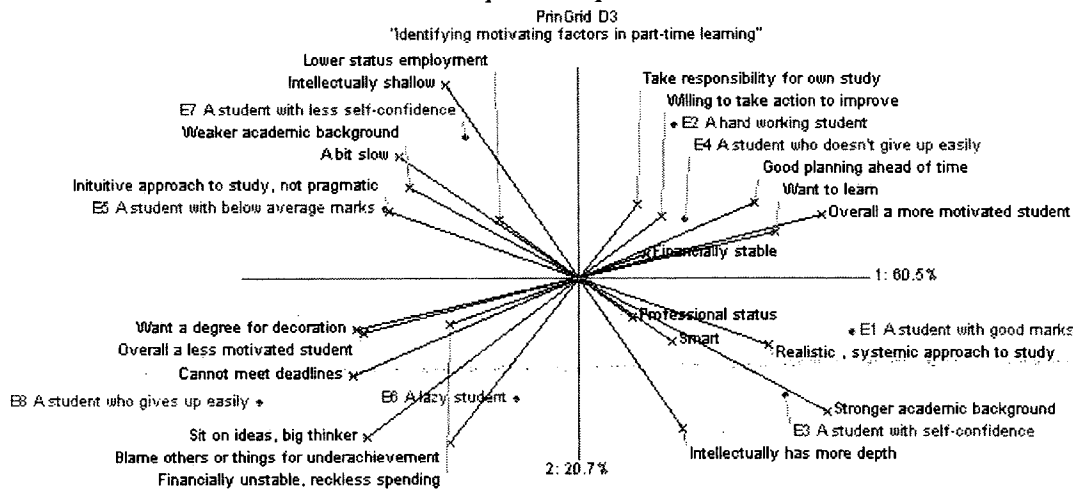 PrinGrid D3
"Identifying motivating factors in part-time learning"
Lower status employment
Intellectually shallow
E7 A student with less self-confidence
Weaker academic background
A bit slow
Intituitive approach to study, not pragmatic
E5 A student with below average marks
Take responsibility for own study
Willing to take action to improve
E2 A hard working student
E4 A student who doesn't give up easily
Good planning ahead of time
Want to learn
Overall a more motivated student
Financially stable
1: 60.5%
Want a degree for decoration
Overall a less motivated student
Cannot meet deadlines
E8 A student who gives up easily
E6 A lazy student
Sit on ideas, big thinker
Blame others or things for underachievement
Financially unstable, reckless spending
Professional status
Smart
E1 A student with good marks
Realistic , systemic approach to study
Stronger academic background
E3 A student with self-confidence
Intellectually has more depth
2: 20.7%